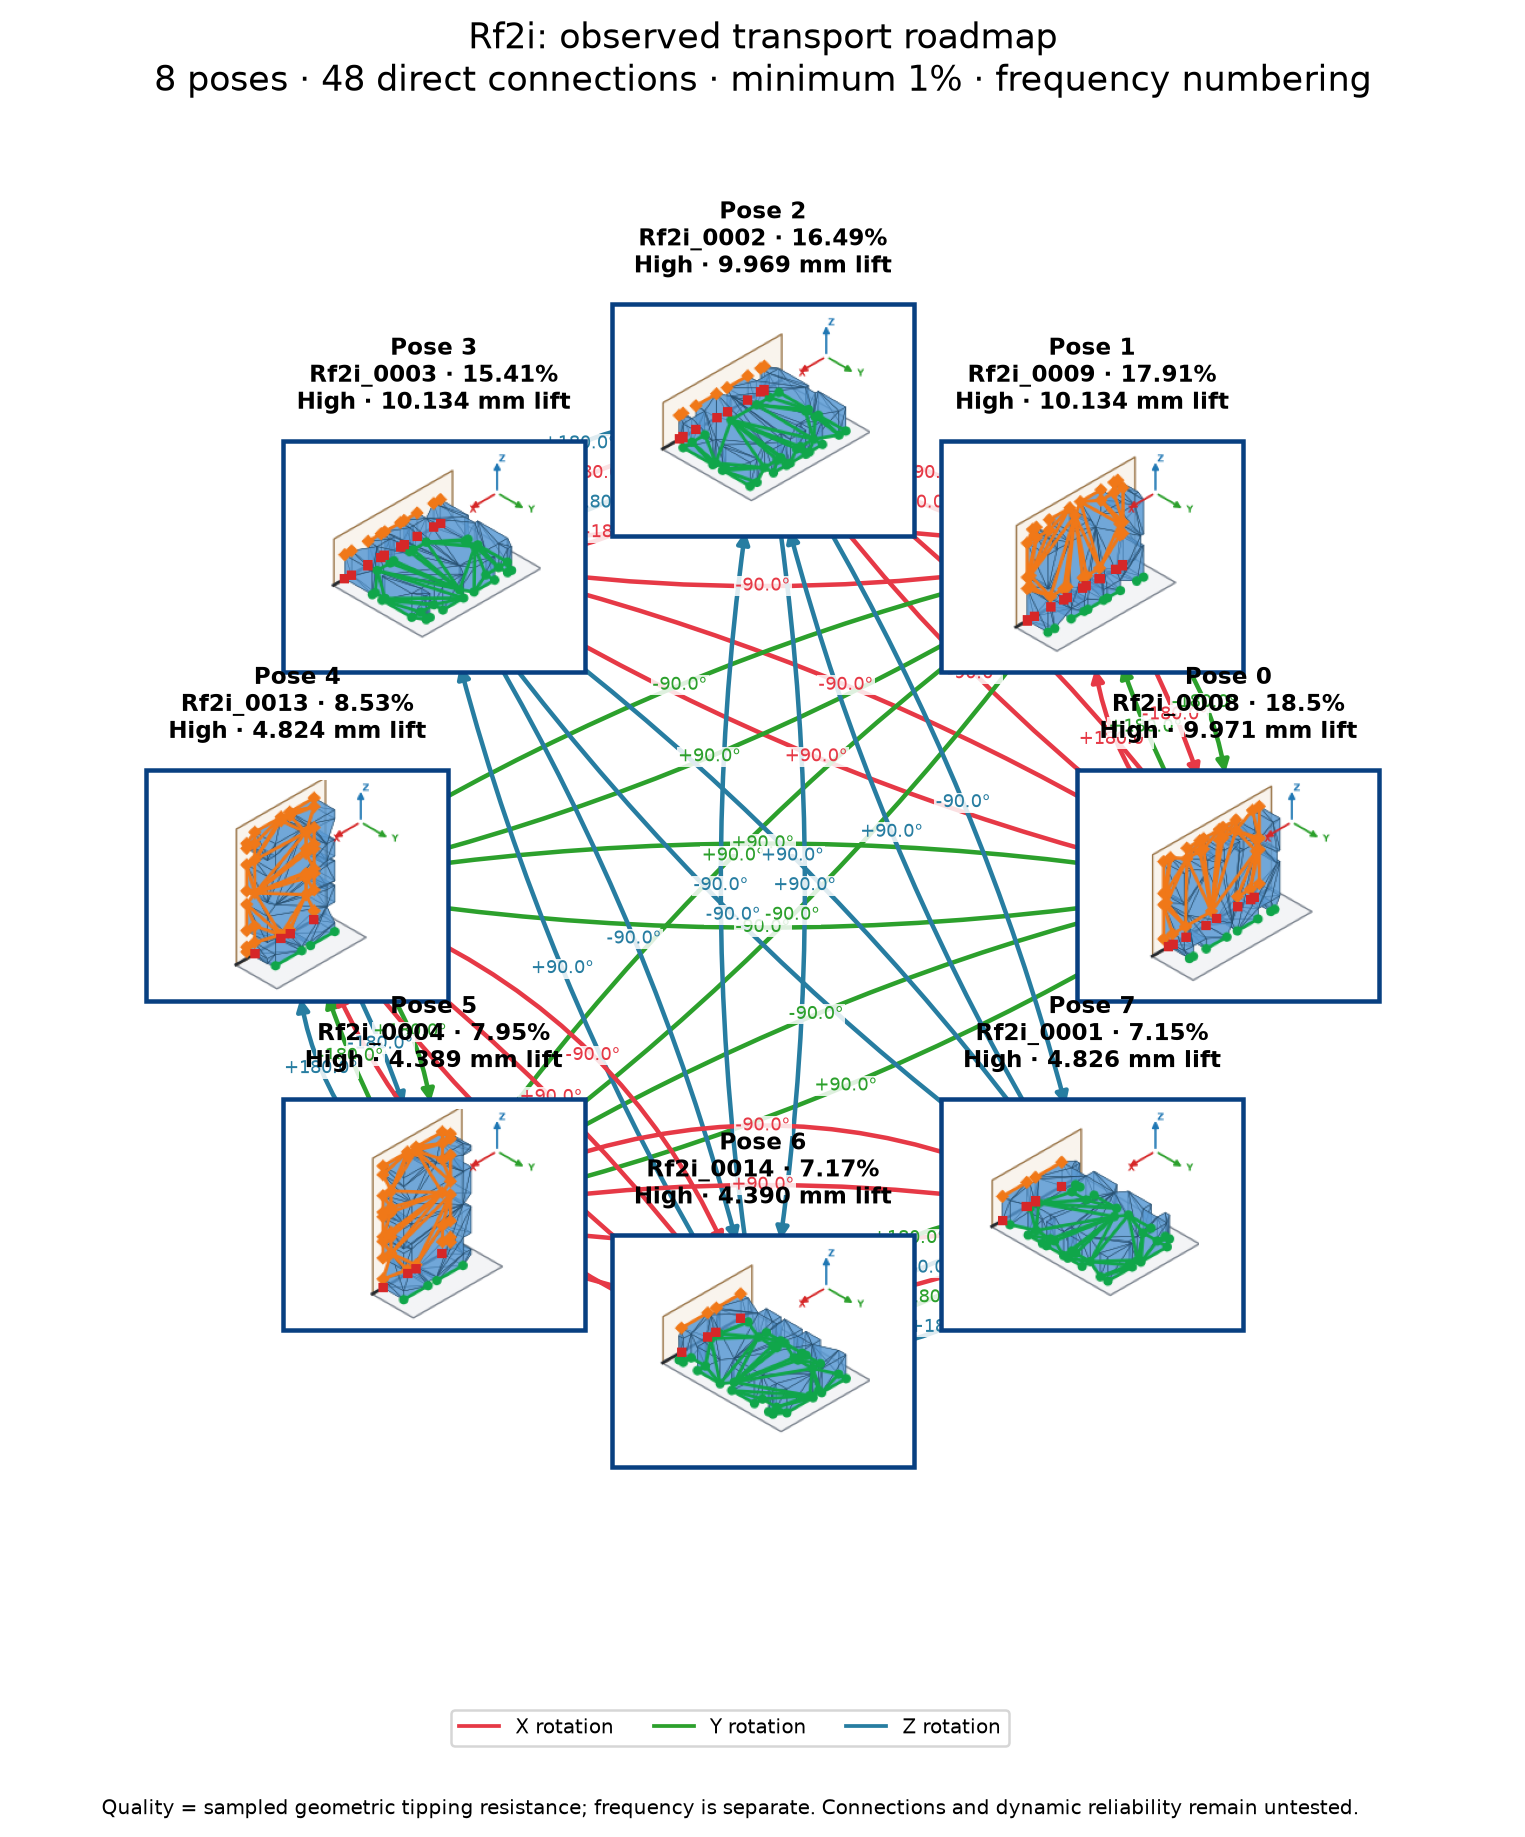 Rf2i: observed transport roadmap
8 poses · 48 direct connections · minimum 1% · frequency numbering
Pose 2
Rf2i_0002 · 16.49%
High · 9.969 mm lift
Pose 3
Rf2i_0003 · 15.41%
High · 10.134 mm lift
Pose 1
Rf2i_0009 · 17.91%
High · 10.134 mm lift
Z
X
Y
Z
X
Y
Z
X
Y
-90.0°
Pose 4
Rf2i_0013 · 8.53%
High · 4.824 mm lift
Pose 0
Rf2i_0008 · 18.5%
High · 9.971 mm lift
-90.0°
-90.0°
+90.0°
+90.0°
-90.0°
+90.0°
+90.0°
+90.0°
+90.0°
-90.0°
+90.0°
-90.0°
-90.0°
-90.0°
-90.0°
+90.0°
Z
X
Y
Z
X
Y
Pose 5
Rf2i_0004 · 7.95%
High · 4.389 mm lift
Pose 7
Rf2i_0001 · 7.15%
High · 4.826 mm lift
-90.0°
-90.0°
+90.0°
+90.0°
-90.0°
Pose 6
Rf2i_0014 · 7.17%
High · 4.390 mm lift
+90.0°
Z
X
Y
Z
X
Y
Z
X
Y
X rotation
Y rotation
Z rotation
Quality = sampled geometric tipping resistance; frequency is separate. Connections and dynamic reliability remain untested.